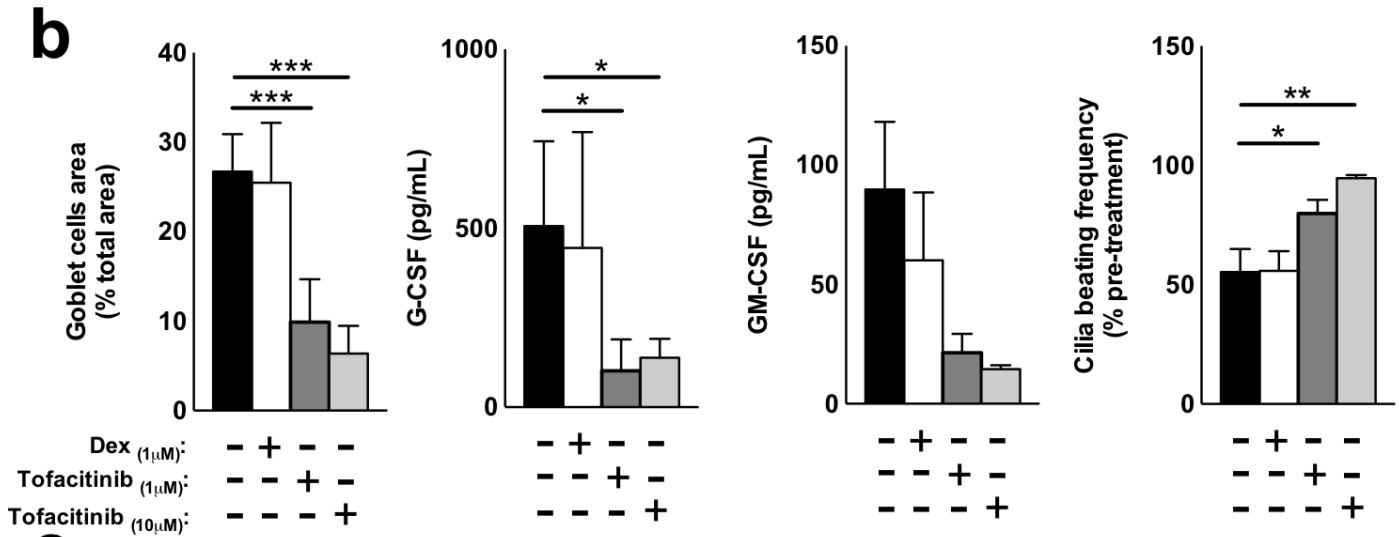 b
40
30
20
10
0
Goblet cells area
(% total area)
***
***
1000
500
0
G-CSF (pg/mL)
*
*
150
100
50
0
GM-CSF (pg/mL)
150
100
50
0
Cilia beating frequency
(% pre-treatment)
**
*
Dex (1μM): - + - - - + - - - + - - - + - -
Tofacitinib (1μM): - - + - - - + - - - + - - - + -
Tofacitinib (10μM): - - - + - - - + - - - + - - - +